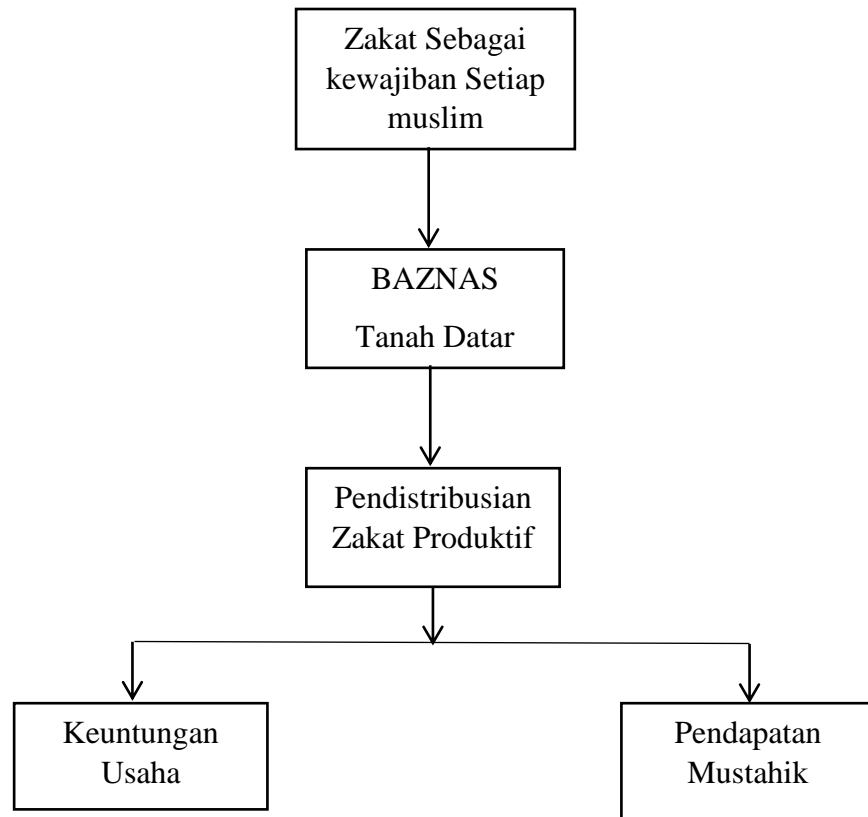 Zakat Sebagai
kewajiban Setiap
muslim
BAZNAS
Tanah Datar
Pendistribusian
Zakat Produktif
Keuntungan
Usaha
Pendapatan
Mustahik